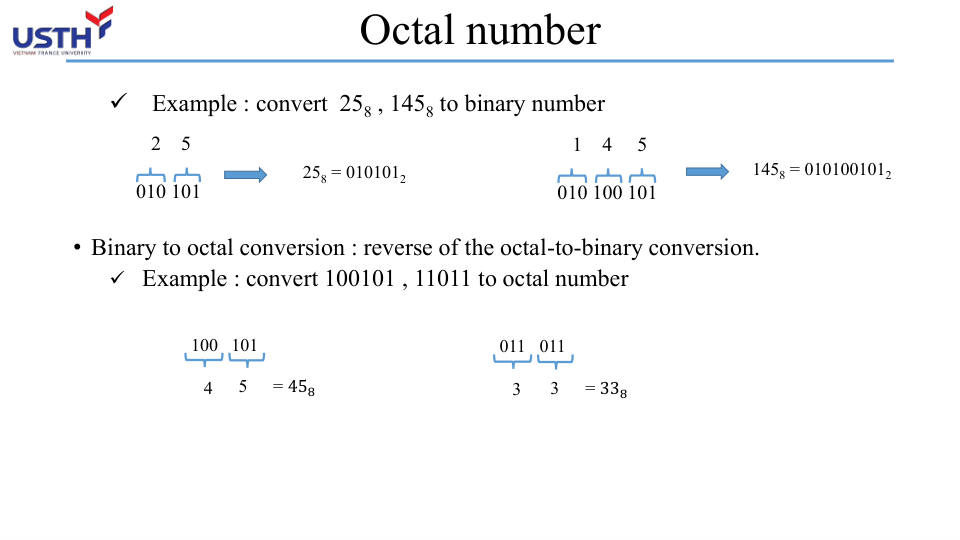 USTH
VIETNAM FRANCE UNIVERSITY
Octal number
✓ Example : convert 25₈ , 145₈ to binary number
2 5
010 101
25₈ = 010101₂
1 4 5
010 100 101
145₈ = 010100101₂
• Binary to octal conversion : reverse of the octal-to-binary conversion.
✓ Example : convert 100101 , 11011 to octal number
100 101
4 5 = 45₈
011 011
3 3 = 33₈